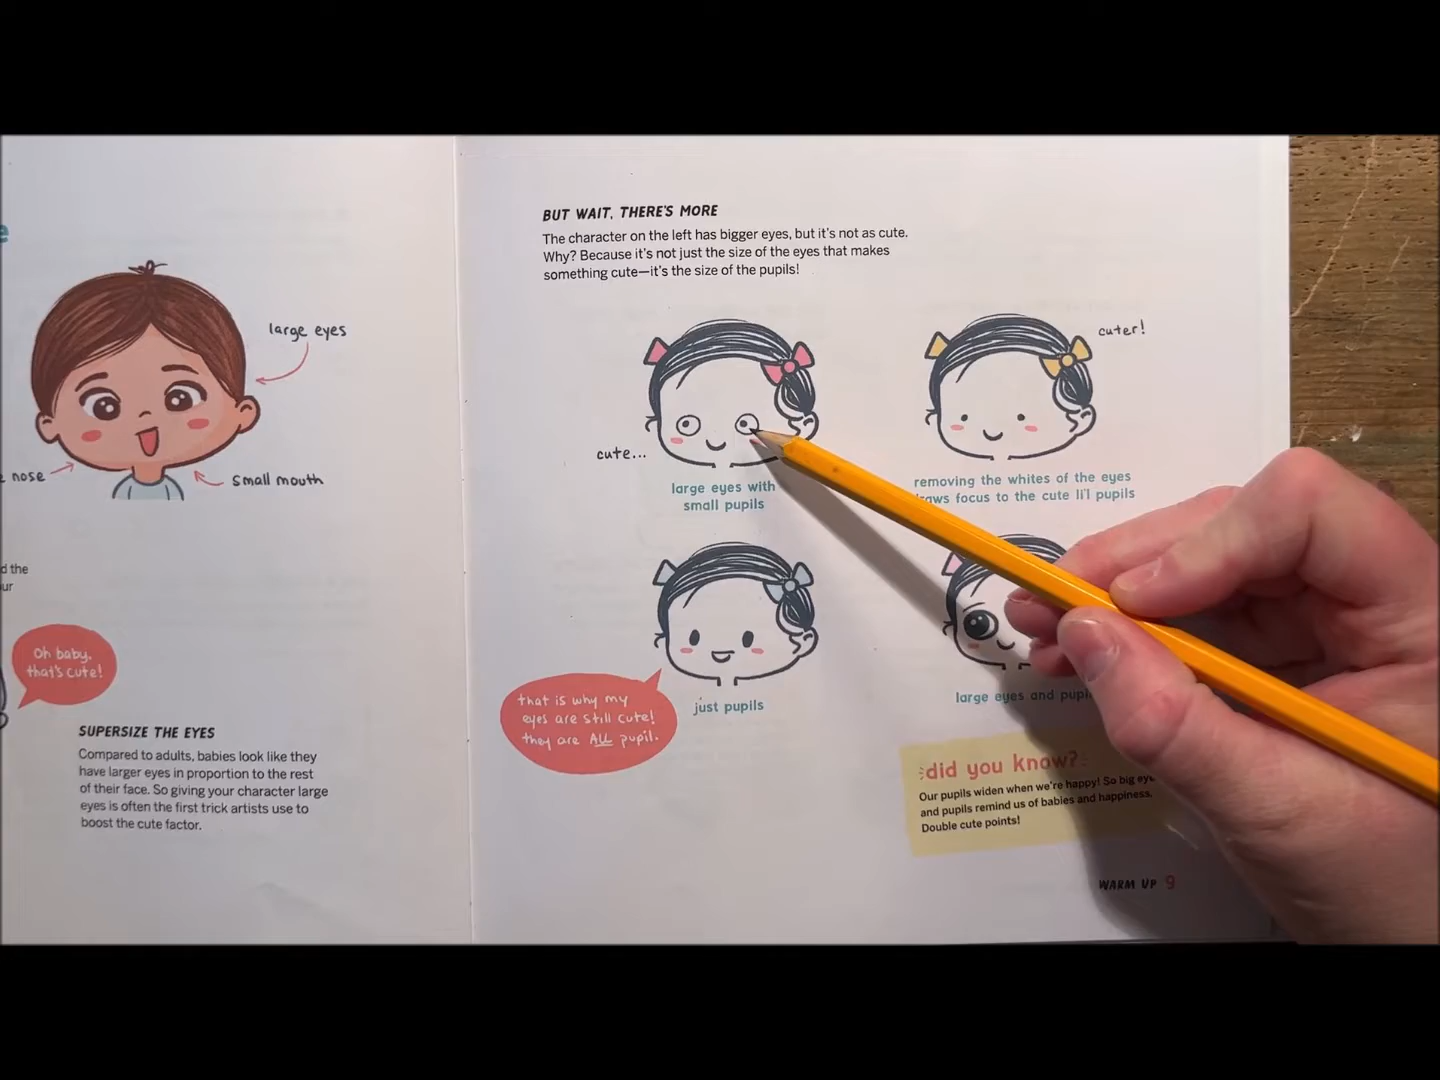 large eyes
nose
small mouth
d the
ur
Oh baby,
that's cute!
SUPERSIZE THE EYES
Compared to adults, babies look like they
have larger eyes in proportion to the rest
of their face. So giving your character large
eyes is often the first trick artists use to
boost the cute factor.
BUT WAIT, THERE'S MORE
The character on the left has bigger eyes, but it's not as cute.
Why? Because it's not just the size of the eyes that makes
something cute—it's the size of the pupils!
cute...
large eyes with
small pupils
cuter!
removing the whites of the eyes
aws focus to the cute li'l pupils
that is why my
eyes are still cute!
they are ALL pupil.
just pupils
large eyes and pupi
did you know?
Our pupils widen when we're happy! So big eye
and pupils remind us of babies and happiness.
Double cute points!
WARM UP 9